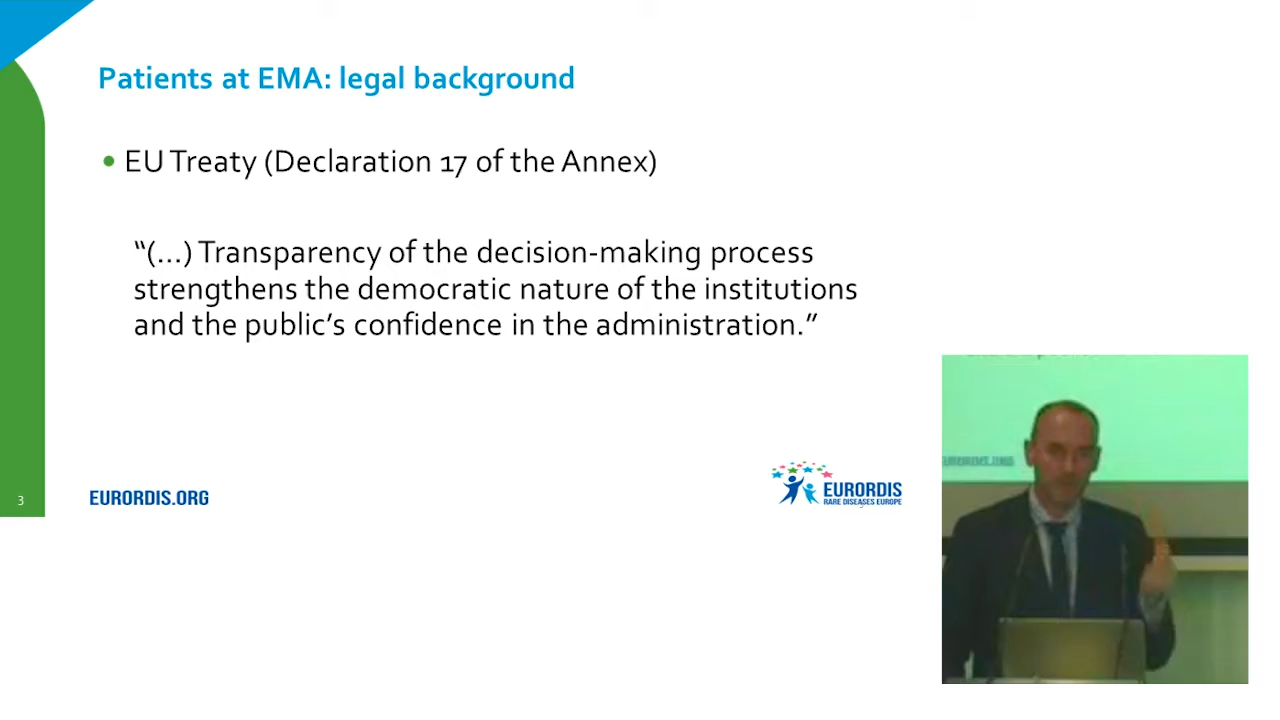 Patients at EMA: legal background
• EU Treaty (Declaration 17 of the Annex)
“(...) Transparency of the decision-making process
strengthens the democratic nature of the institutions
and the public’s confidence in the administration.”
3
EURORDIS.ORG
EURORDIS
RARE DISEASES EUROPE
EURORDIS.ORG